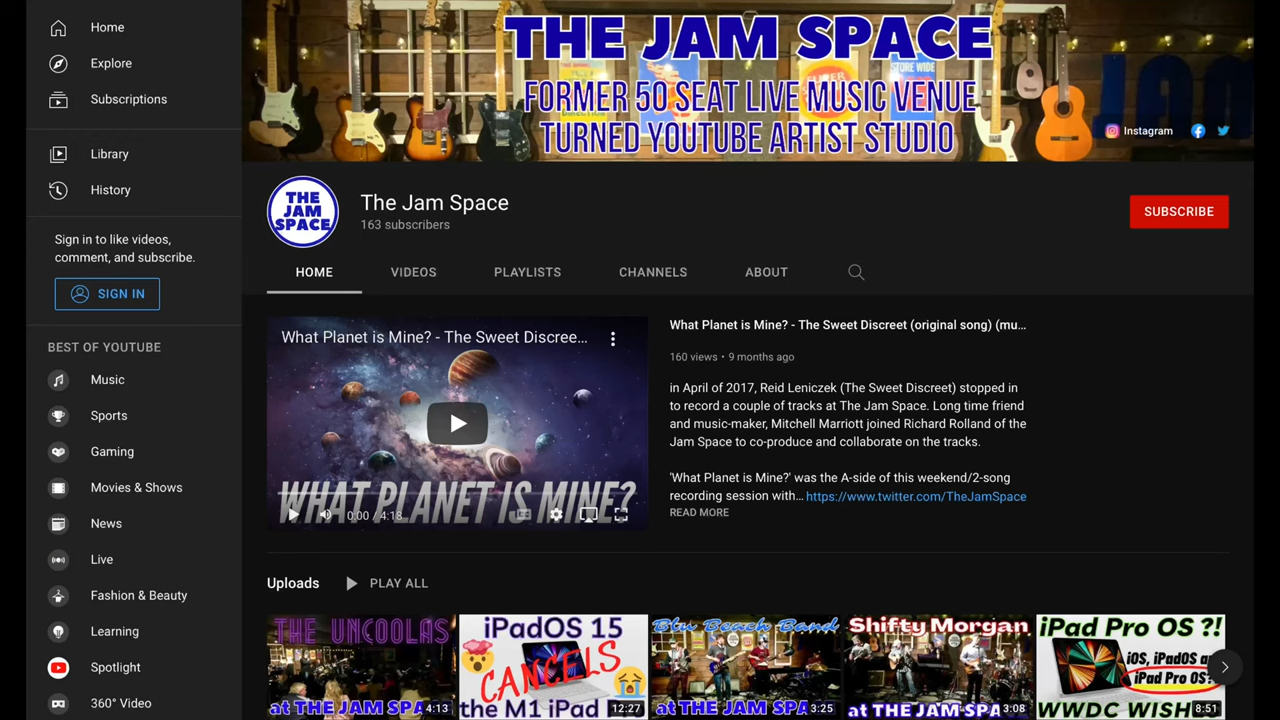 Home
Explore
Subscriptions
Library
History
Sign in to like videos,
comment, and subscribe.
SIGN IN
BEST OF YOUTUBE
Music
Sports
Gaming
Movies & Shows
News
Live
Fashion & Beauty
Learning
Spotlight
360° Video
THE JAM SPACE
FORMER 50 SEAT LIVE MUSIC VENUE
TURNED YOUTUBE ARTIST STUDIO
Instagram
THE
JAM
SPACE
The Jam Space
163 subscribers
SUBSCRIBE
HOME
VIDEOS
PLAYLISTS
CHANNELS
ABOUT
What Planet is Mine? - The Sweet Discree...
WHAT PLANET IS MINE?
0:00 / 4:18
What Planet is Mine? - The Sweet Discreet (original song) (mu...
160 views • 9 months ago
in April of 2017, Reid Leniczek (The Sweet Discreet) stopped in
to record a couple of tracks at The Jam Space. Long time friend
and music-maker, Mitchell Marriott joined Richard Rolland of the
Jam Space to co-produce and collaborate on the tracks.
'What Planet is Mine?' was the A-side of this weekend/2-song
recording session with... https://www.twitter.com/TheJamSpace
READ MORE
Uploads
PLAY ALL
THE UNCOOLAS
at THE JAM SPA
4:13
iPadOS 15
CANCELS
the M1 iPad
12:27
Blu Beach Band
at THE JAM SPA
3:25
Shifty Morgan
at THE JAM SPA
3:08
iPad Pro OS ?!
iOS, iPadOS a
iPad Pro OS?
WWDC WISH
8:51